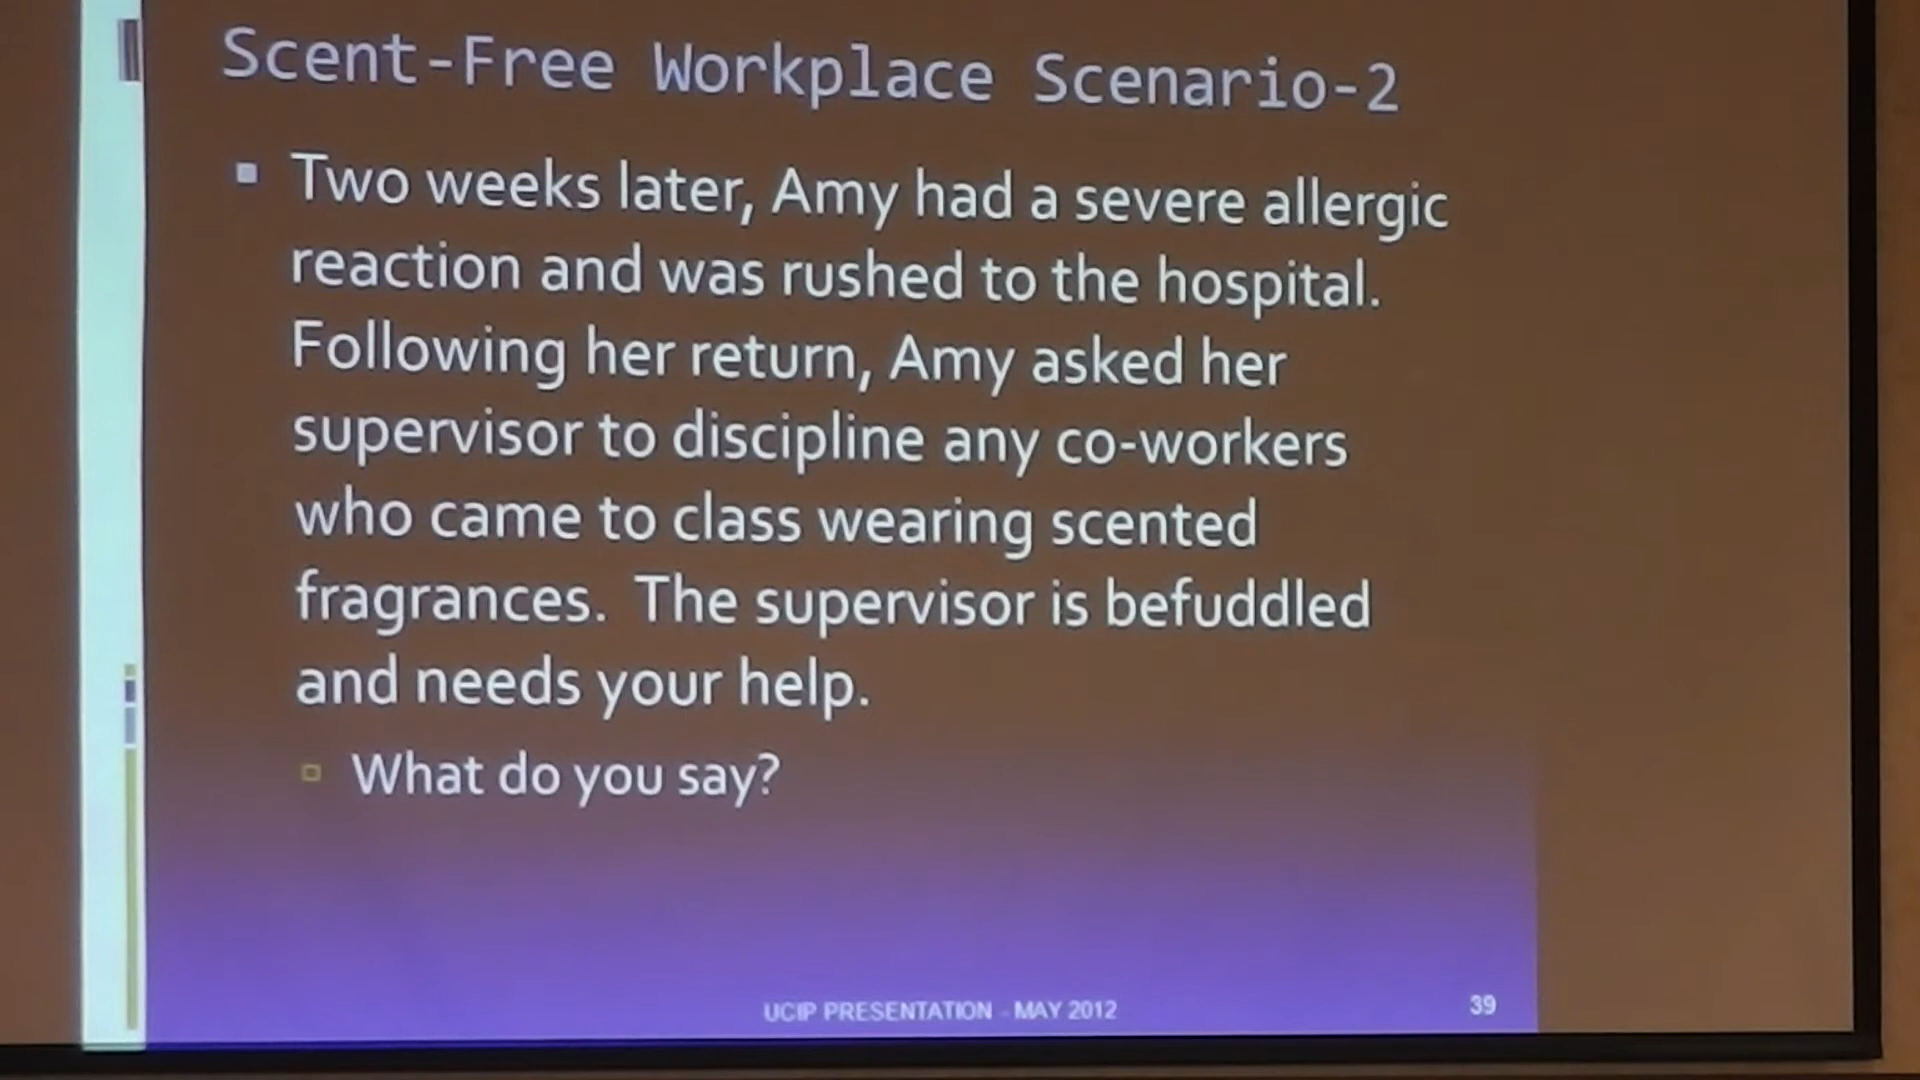 Scent-Free Workplace Scenario-2
Two weeks later, Amy had a severe allergic
reaction and was rushed to the hospital.
Following her return, Amy asked her
supervisor to discipline any co-workers
who came to class wearing scented
fragrances. The supervisor is befuddled
and needs your help.
What do you say?
UCIP PRESENTATION - MAY 2012
39